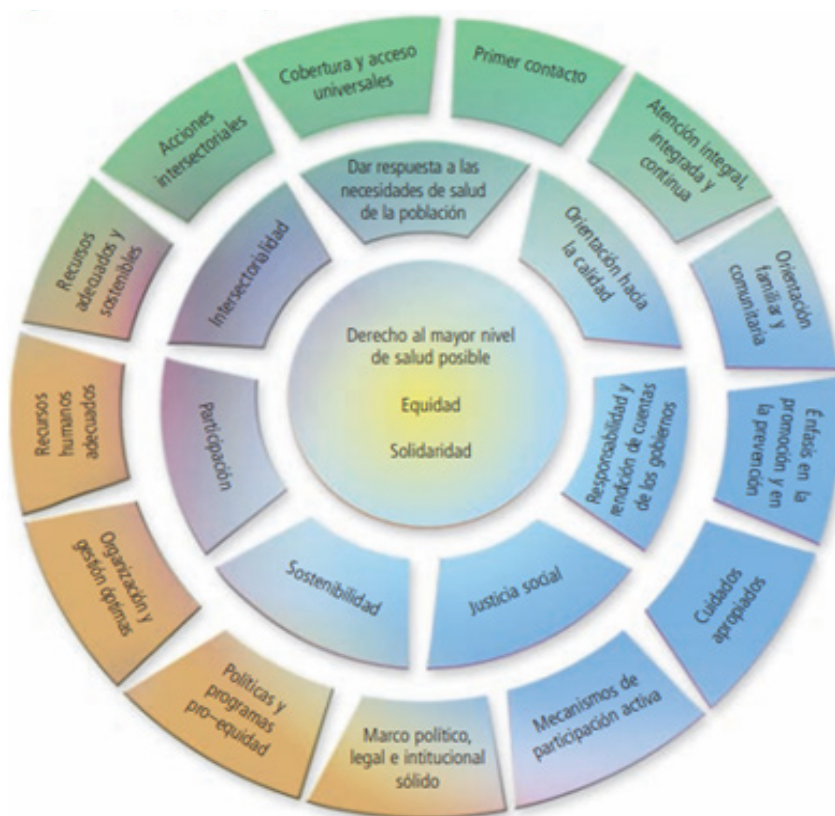 Cobertura y acceso
universales
Primer contacto
Atención integral,
integrada y
continua
Orientación
familiar y
comunitaria
Énfasis en la
promoción y en
la prevención
Cuidados
apropiados
Mecanismos de
participación activa
Marco político,
legal e intitucional
sólido
Políticas y
programas
pro-equidad
Organización y
gestión óptimas
Recursos
humanos
adecuados
Recursos
adecuados y
sostenibles
Acciones
intersectoriales
Dar respuesta a las
necesidades de salud
de la población
Orientación hacia
la calidad
Responsabilidad y
rendición de cuentas
de los gobiernos
Justicia social
Sostenibilidad
Participación
Intersectorialidad
Derecho al mayor nivel
de salud posible
Equidad
Solidaridad